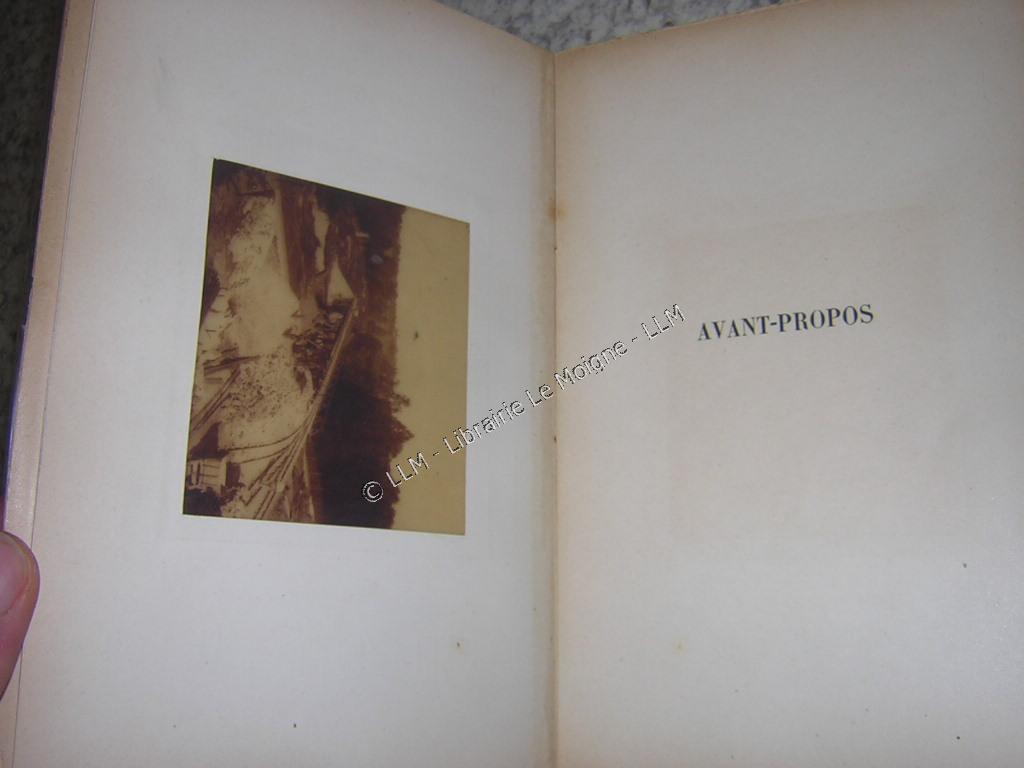 AVANT-PROPOS
© LLM - Librairie Le Moigne - LLM